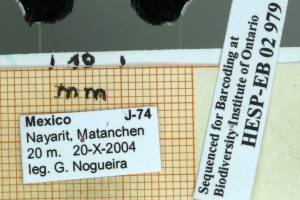 10
mm
Mexico J-74
Nayarit, Matanchen
20 m. 20-X-2004
leg. G. Nogueira
Sequenced for Barcoding at
Biodiversity Institute of Ontario
HESP-EB 02 979